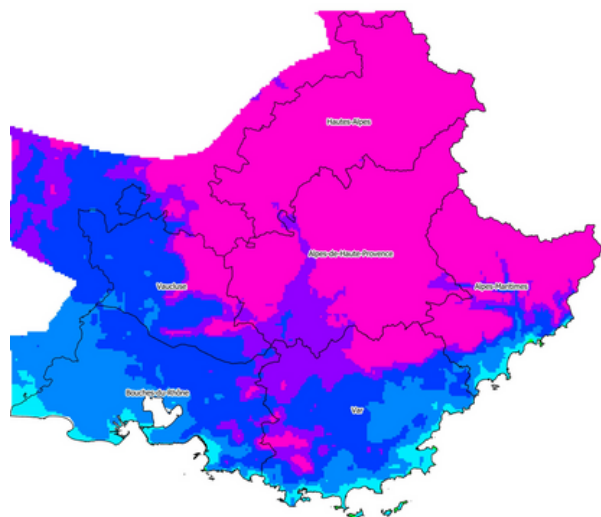 Hautes-Alpes
Alpes-de-Haute-Provence
Vaucluse
Alpes-Maritimes
Bouches-du-Rhône
Var